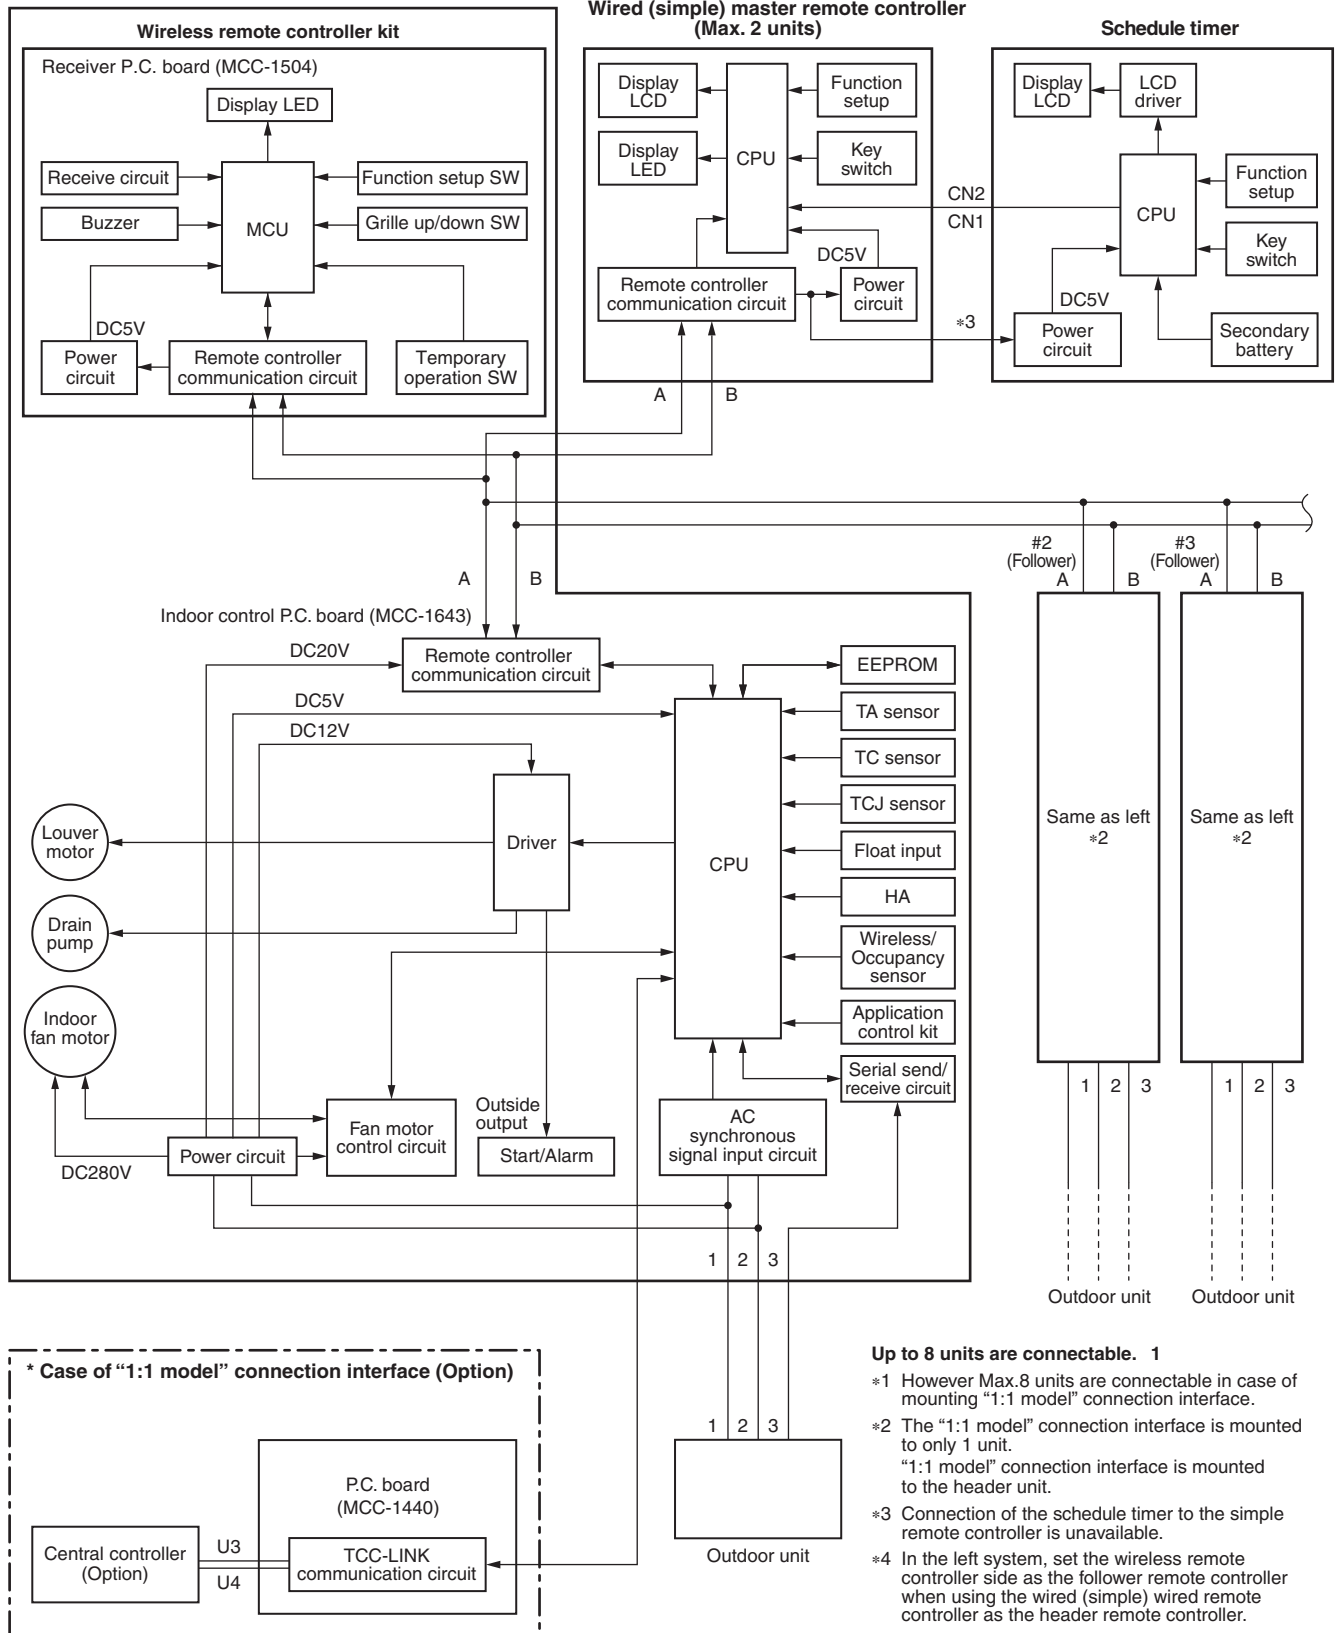 Wireless remote controller kit
Receiver P.C. board (MCC-1504)
Display LED
Receive circuit
Function setup SW
Buzzer
MCU
Grille up/down SW
DC5V
Power
circuit
Remote controller
communication circuit
Temporary
operation SW
Wired (simple) master remote controller
(Max. 2 units)
Display
LCD
Function
setup
Display
LED
CPU
Key
switch
DC5V
Remote controller
communication circuit
Power
circuit
A
B
CN2
CN1
*3
Schedule timer
Display
LCD
LCD
driver
CPU
Function
setup
Key
switch
DC5V
Power
circuit
Secondary
battery
A
B
Indoor control P.C. board (MCC-1643)
DC20V
Remote controller
communication circuit
DC5V
DC12V
EEPROM
TA sensor
TC sensor
TCJ sensor
Float input
HA
Wireless/
Occupancy
sensor
Application
control kit
Serial send/
receive circuit
CPU
Driver
Louver
motor
Drain
pump
Indoor
fan motor
DC280V
Power circuit
Fan motor
control circuit
Outside
output
Start/Alarm
AC
synchronous
signal input circuit
1 2 3
#2
(Follower)
A
B
Same as left
*2
1 2 3
Outdoor unit
#3
(Follower)
A
B
Same as left
*2
1 2 3
Outdoor unit
* Case of “1:1 model” connection interface (Option)
P.C. board
(MCC-1440)
Central controller
(Option)
U3
U4
TCC-LINK
communication circuit
1 2 3
Outdoor unit
Up to 8 units are connectable. 1
*1 However Max.8 units are connectable in case of
mounting “1:1 model” connection interface.
*2 The “1:1 model” connection interface is mounted
to only 1 unit.
“1:1 model” connection interface is mounted
to the header unit.
*3 Connection of the schedule timer to the simple
remote controller is unavailable.
*4 In the left system, set the wireless remote
controller side as the follower remote controller
when using the wired (simple) wired remote
controller as the header remote controller.